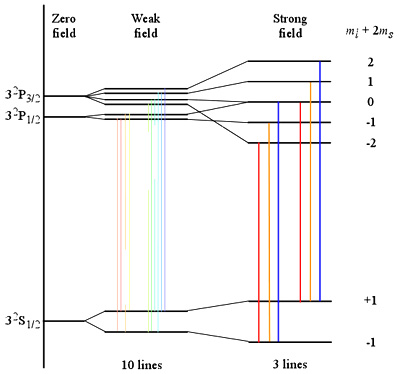 Zero field
Weak field
Strong field
m_i + 2m_s
3²P₃/₂
3²P₁/₂
3²S₁/₂
2
1
0
-1
-2
+1
-1
10 lines
3 lines